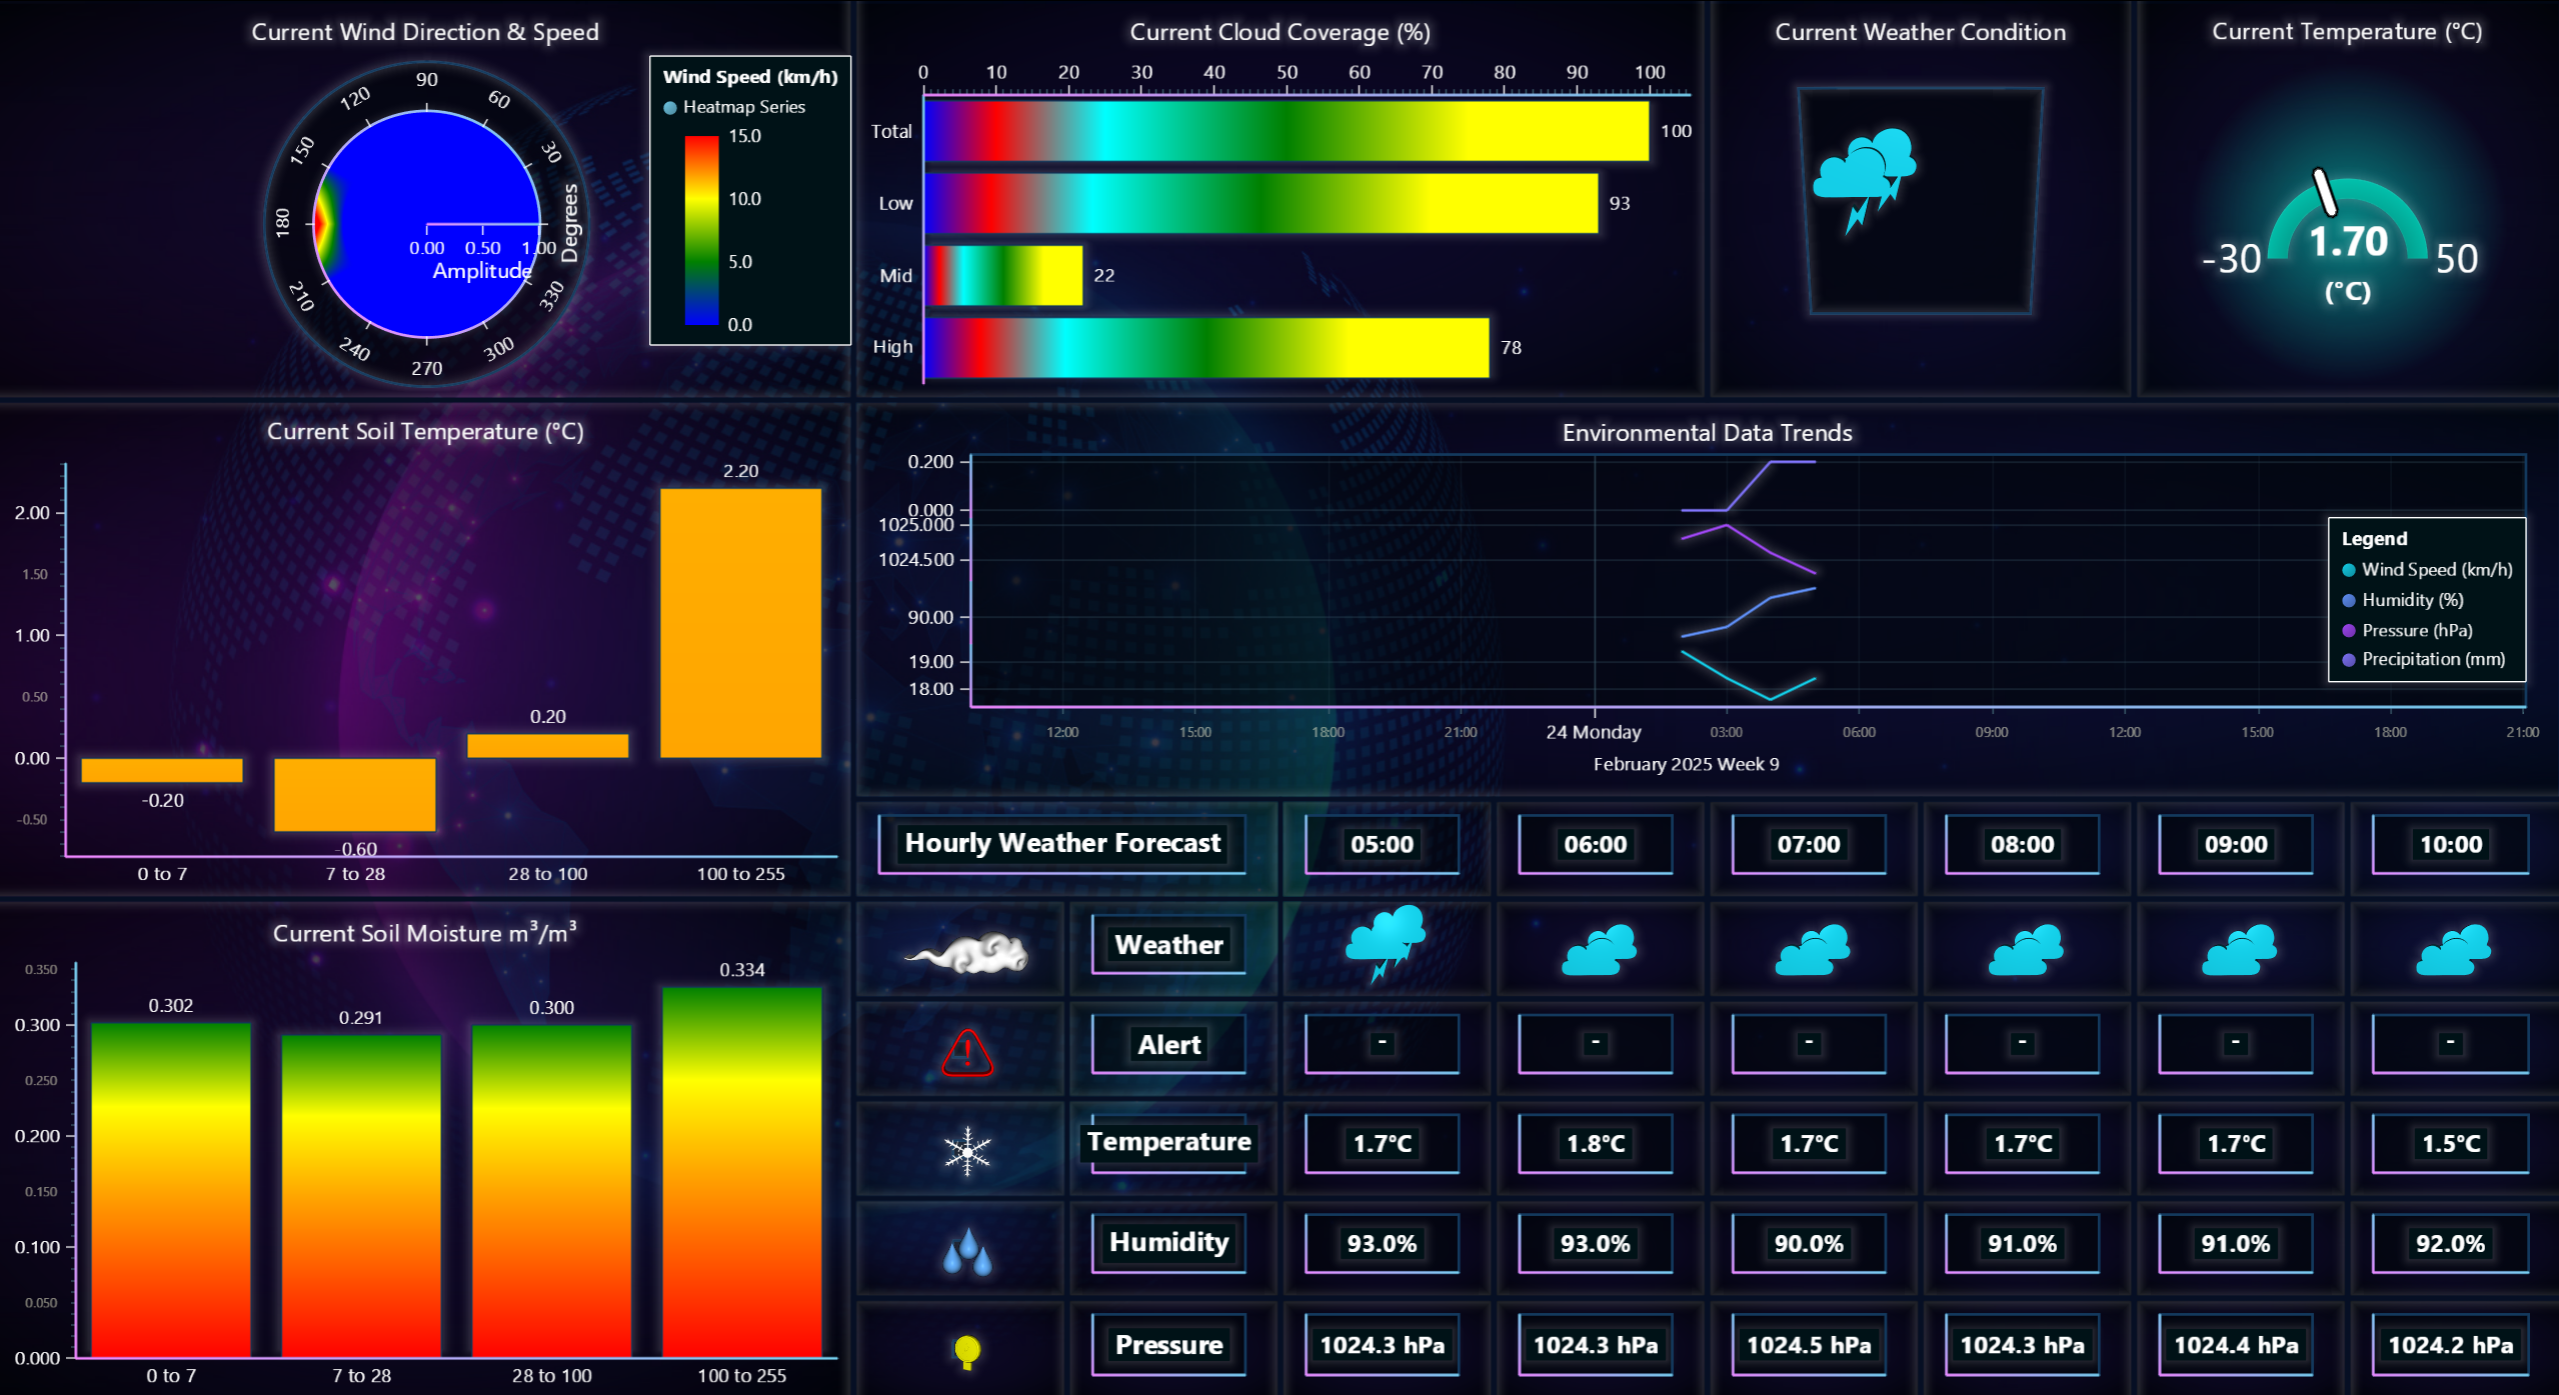 Current Wind Direction & Speed
90
60
30
Degrees
330
300
270
240
210
180
150
120
0.00 0.50 1.00
Amplitude
Wind Speed (km/h)
Heatmap Series
15.0
10.0
5.0
0.0
Current Cloud Coverage (%)
0 10 20 30 40 50 60 70 80 90 100
Total 100
Low 93
Mid 22
High 78
Current Weather Condition
Current Temperature (°C)
-30 1.70 50
(°C)
Current Soil Temperature (°C)
2.00
1.50
1.00
0.50
0.00
-0.50
-0.20
-0.60
0.20
2.20
0 to 7 7 to 28 28 to 100 100 to 255
Environmental Data Trends
0.200
0.000
1025.000
1024.500
90.00
19.00
18.00
12:00 15:00 18:00 21:00 24 Monday 03:00 06:00 09:00 12:00 15:00 18:00 21:00
February 2025 Week 9
Legend
Wind Speed (km/h)
Humidity (%)
Pressure (hPa)
Precipitation (mm)
Current Soil Moisture m³/m³
0.350
0.300
0.250
0.200
0.150
0.100
0.050
0.000
0.302
0.291
0.300
0.334
0 to 7 7 to 28 28 to 100 100 to 255
Hourly Weather Forecast 05:00 06:00 07:00 08:00 09:00 10:00
Weather
Alert - - - - - -
Temperature 1.7°C 1.8°C 1.7°C 1.7°C 1.7°C 1.5°C
Humidity 93.0% 93.0% 90.0% 91.0% 91.0% 92.0%
Pressure 1024.3 hPa 1024.3 hPa 1024.5 hPa 1024.3 hPa 1024.4 hPa 1024.2 hPa